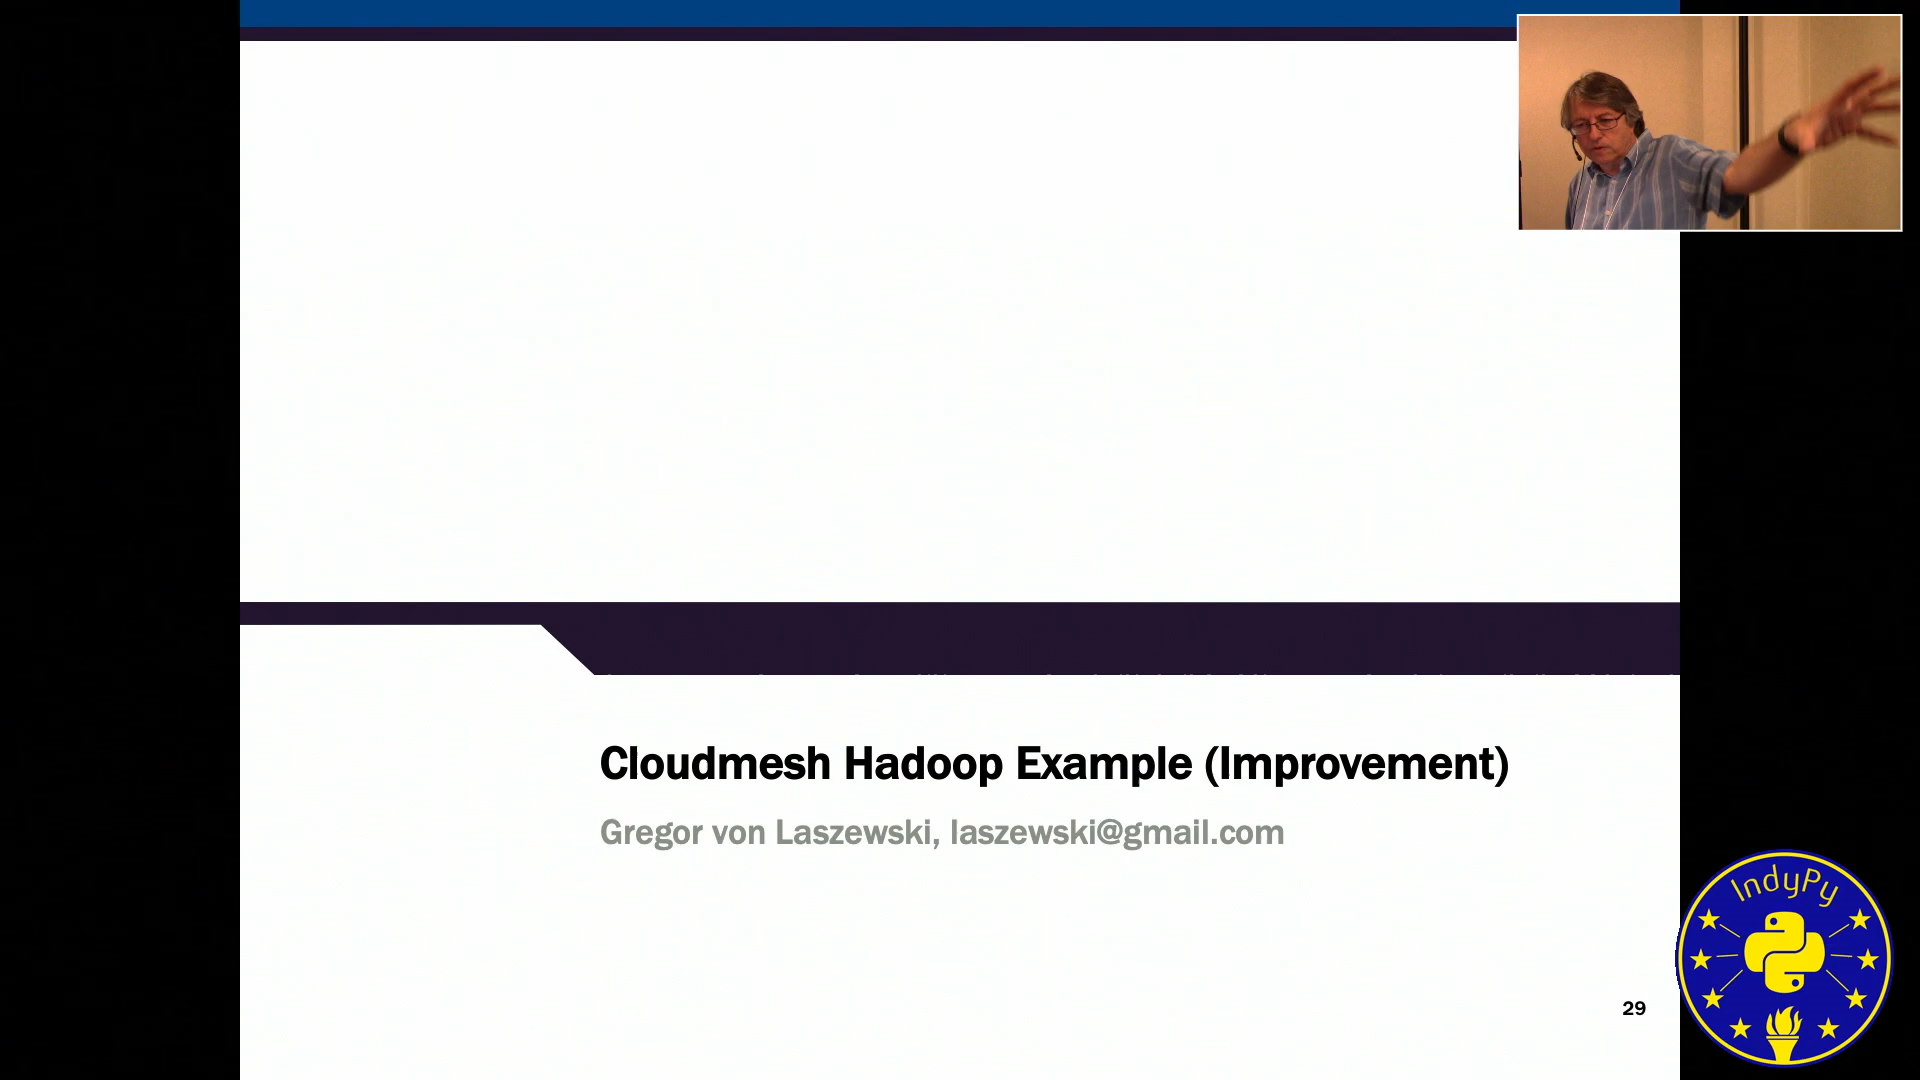 Cloudmesh Hadoop Example (Improvement)
Gregor von Laszewski, laszewski@gmail.com
29
IndyPy